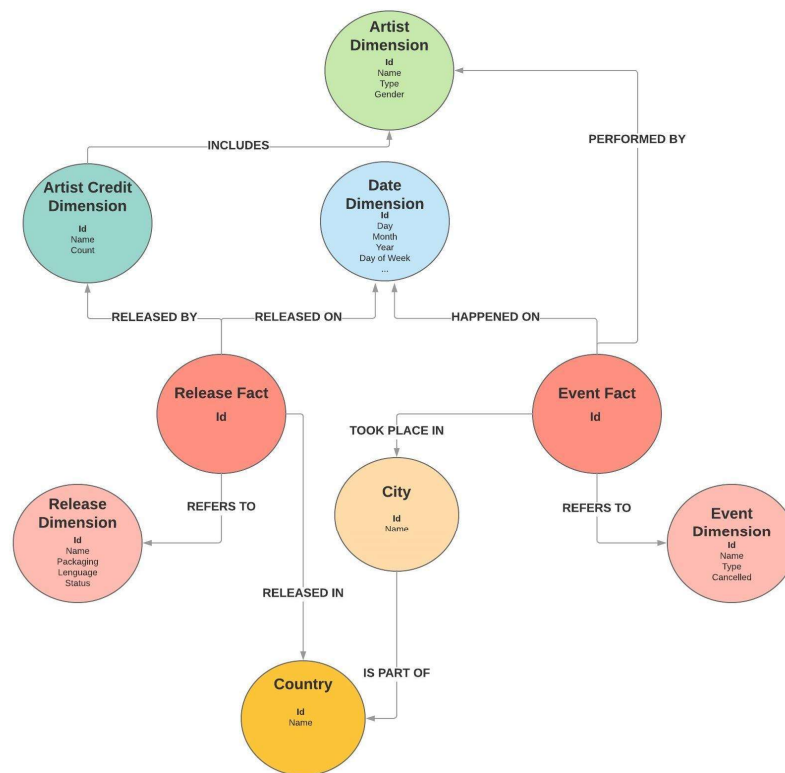 Artist
Dimension
Id
Name
Type
Gender
INCLUDES
PERFORMED BY
Artist Credit
Dimension
Id
Name
Count
Date
Dimension
Id
Day
Month
Year
Day of Week
...
RELEASED BY
RELEASED ON
HAPPENED ON
Release Fact
Id
Event Fact
Id
TOOK PLACE IN
Release
Dimension
Id
Name
Packaging
Lenguage
Status
REFERS TO
City
Id
Name
REFERS TO
Event
Dimension
Id
Name
Type
Cancelled
RELEASED IN
IS PART OF
Country
Id
Name